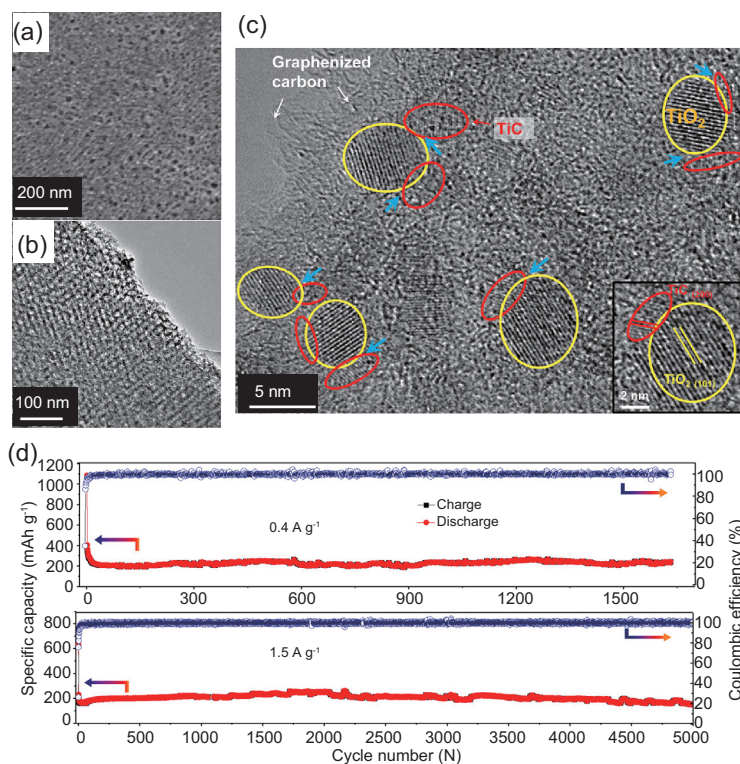 (a)
200 nm
(b)
100 nm
(c)
Graphenized
carbon
TiC
TiO2
5 nm
TiO2 (101)
2 nm
(d)
Specific capacity (mAh g-1)
1200
1000
800
600
400
200
0
0.4 A g-1
Charge
Discharge
0 300 600 900 1200 1500
100
80
60
40
20
0
Coulombic efficiency (%)
800
600
400
200
0
1.5 A g-1
100
80
60
40
20
0
0 500 1000 1500 2000 2500 3000 3500 4000 4500 5000
Cycle number (N)